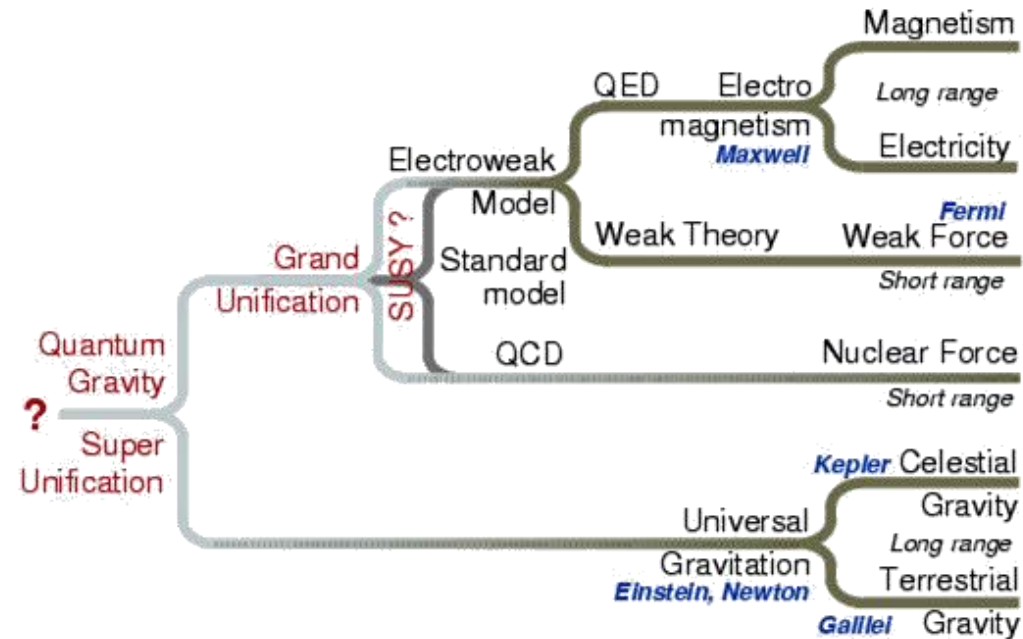 Magnetism
QED Electro
Long range
magnetism
Maxwell
Electricity
Electroweak
Model
Fermi
Weak Theory Weak Force
Short range
SUSY ?
Grand
Unification
Standard
model
QCD Nuclear Force
Short range
Quantum
Gravity
?
Super
Unification
Kepler Celestial
Gravity
Universal
Long range
Gravitation
Einstein, Newton
Terrestrial
Galilei Gravity